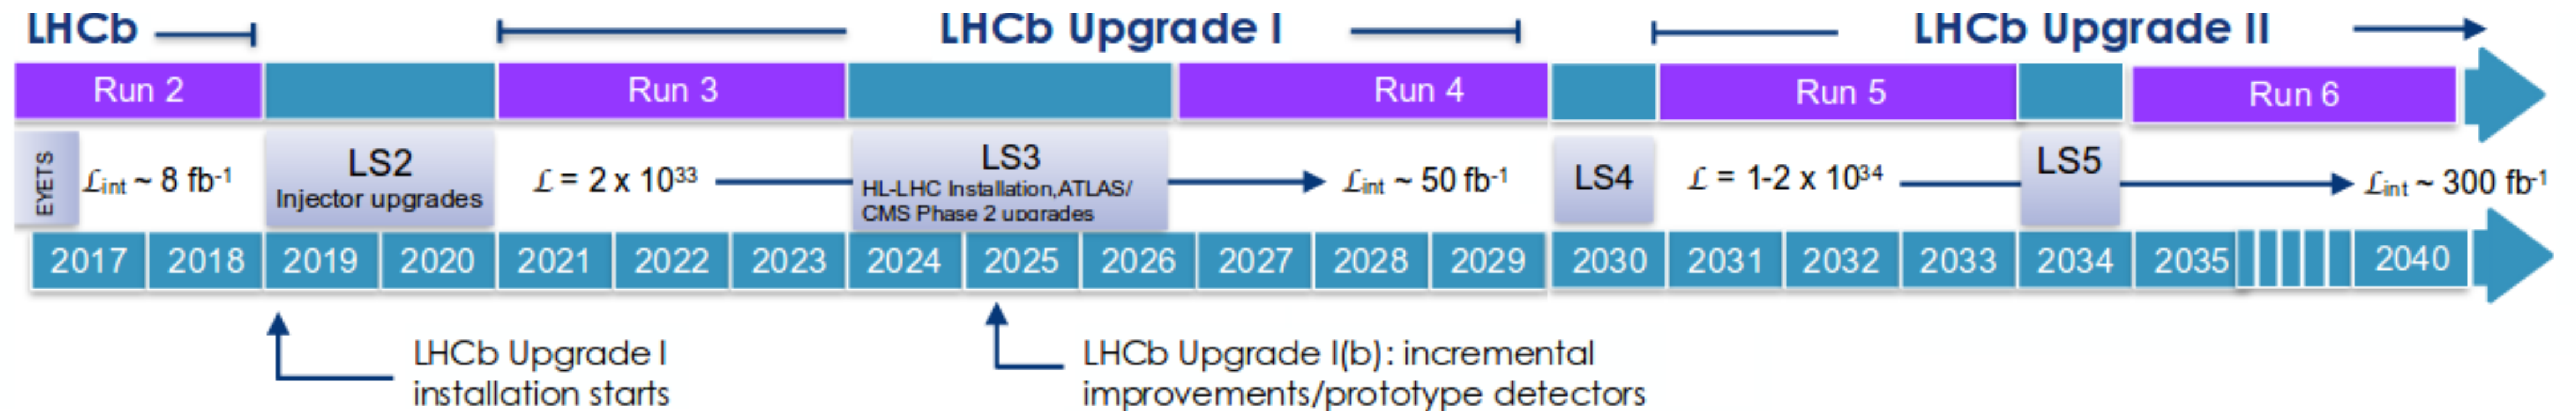 LHCb
LHCb Upgrade I
LHCb Upgrade II
Run 2
Run 3
Run 4
Run 5
Run 6
EYETS
ℒint ~ 8 fb-1
LS2
Injector upgrades
ℒ = 2 x 10³³
LS3
HL-LHC Installation,ATLAS/
CMS Phase 2 upgrades
ℒint ~ 50 fb-1
LS4
ℒ = 1-2 x 10³⁴
LS5
ℒint ~ 300 fb-1
2017 2018 2019 2020 2021 2022 2023 2024 2025 2026 2027 2028 2029 2030 2031 2032 2033 2034 2035 2040
LHCb Upgrade I
installation starts
LHCb Upgrade I(b): incremental
improvements/prototype detectors